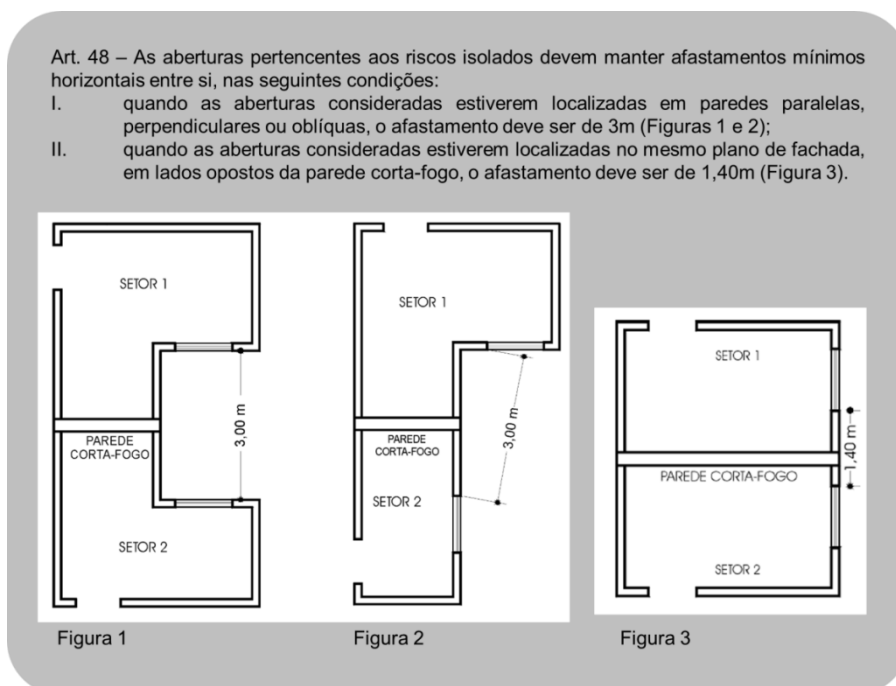 Art. 48 – As aberturas pertencentes aos riscos isolados devem manter afastamentos mínimos
horizontais entre si, nas seguintes condições:
I. quando as aberturas consideradas estiverem localizadas em paredes paralelas,
perpendiculares ou oblíquas, o afastamento deve ser de 3m (Figuras 1 e 2);
II. quando as aberturas consideradas estiverem localizadas no mesmo plano de fachada,
em lados opostos da parede corta-fogo, o afastamento deve ser de 1,40m (Figura 3).
SETOR 1
3,00 m
PAREDE
CORTA-FOGO
SETOR 2
Figura 1
SETOR 1
3,00 m
PAREDE
CORTA-FOGO
SETOR 2
Figura 2
SETOR 1
1,40 m
PAREDE CORTA-FOGO
SETOR 2
Figura 3